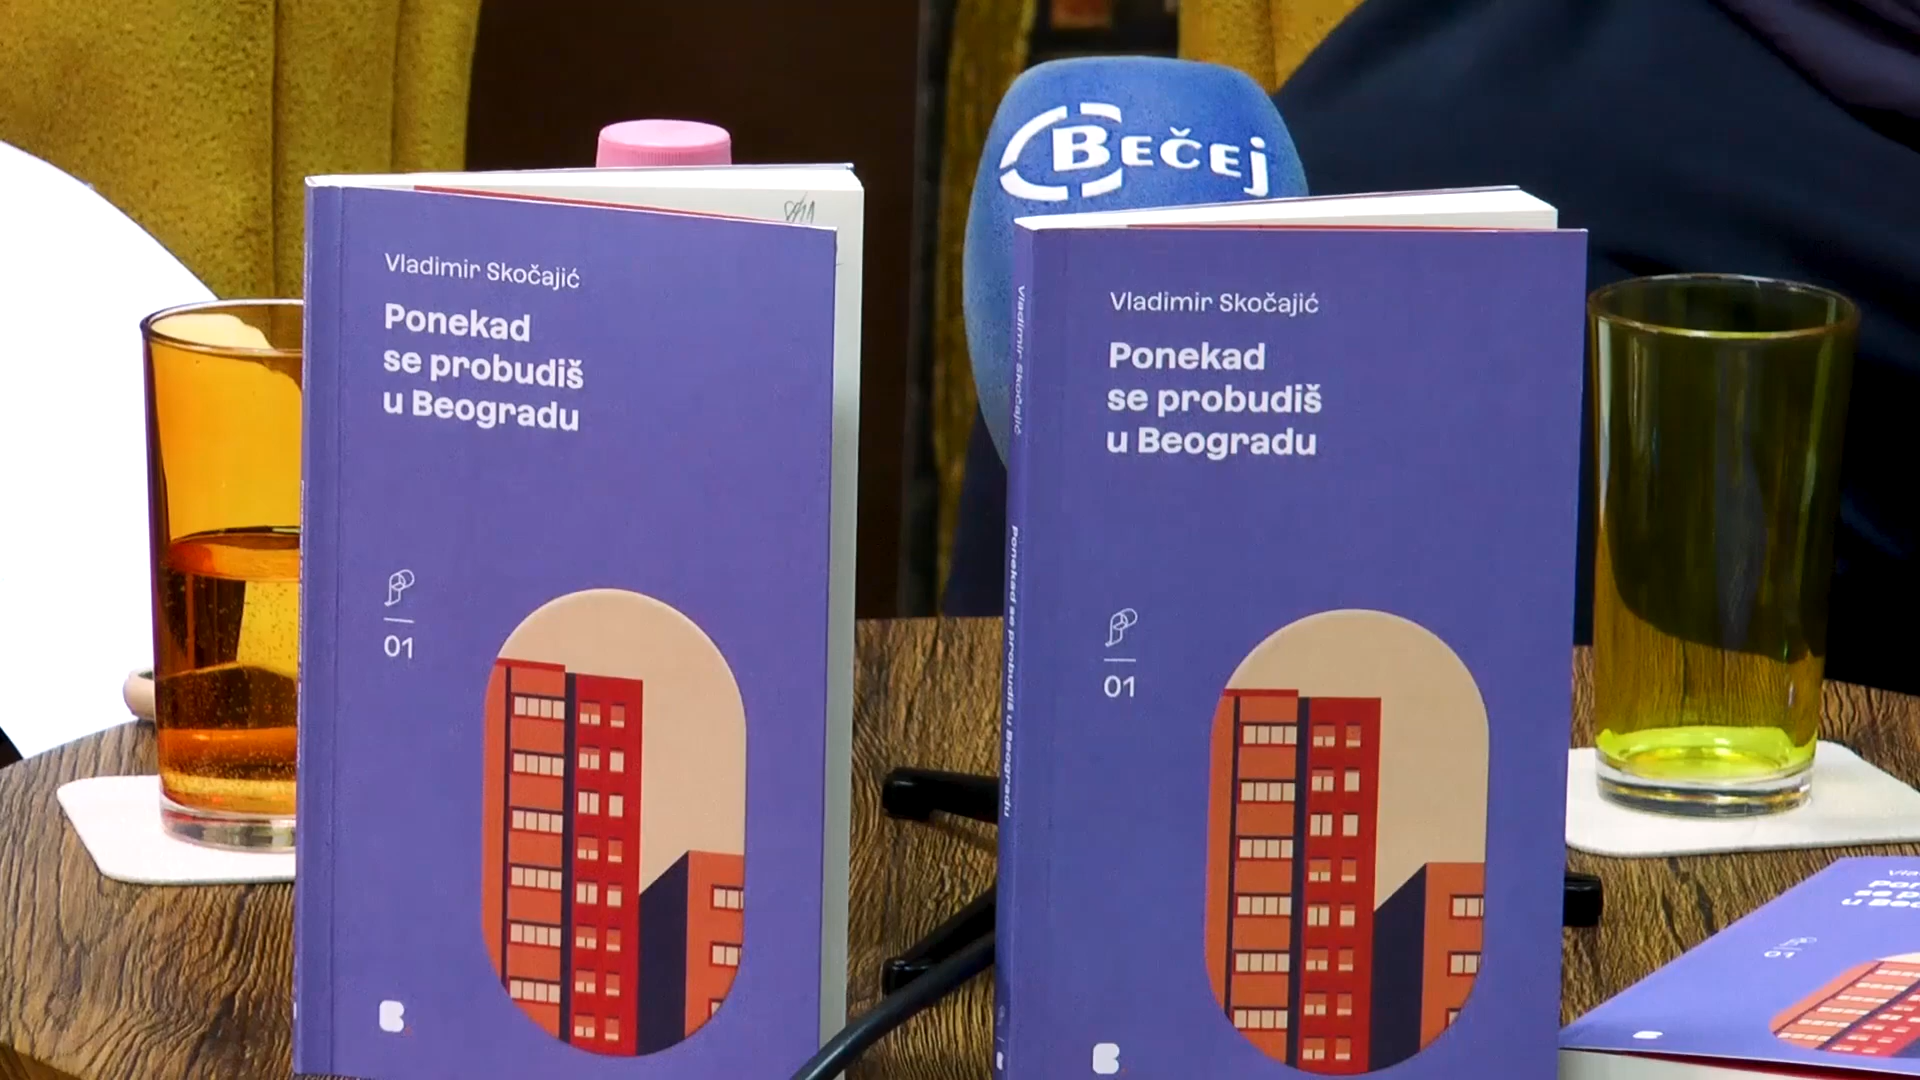 BEČEJ
Vladimir Skočajić
Ponekad
se probudiš
u Beogradu
01
B
Vladimir Skočajić
Ponekad
se probudiš
u Beogradu
01
B
Vladimir Skočajić
Ponekad se probudiš u Beogradu
01